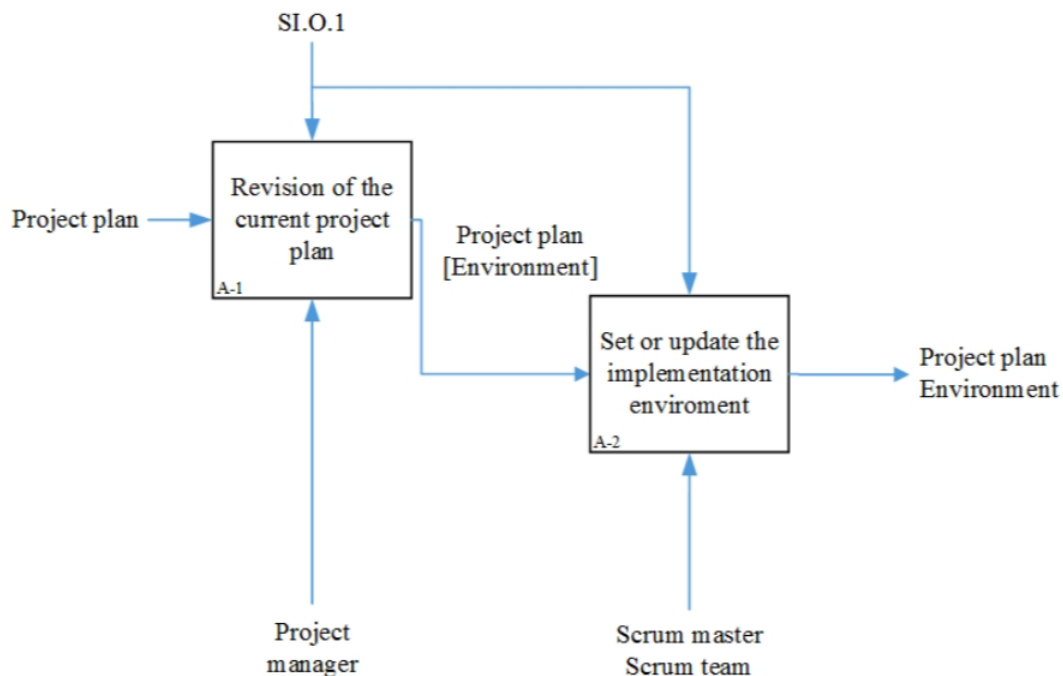 SI.O.1
Project plan
Revision of the
current project
plan
A-1
Project plan
[Environment]
Set or update the
implementation
enviroment
A-2
Project plan
Environment
Project
manager
Scrum master
Scrum team